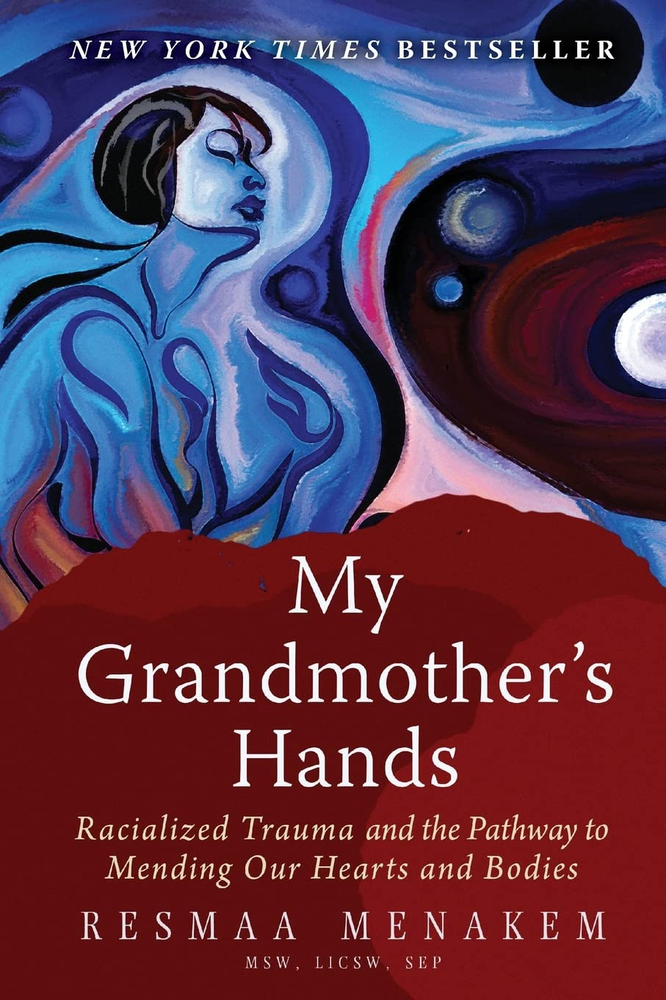 NEW YORK TIMES BESTSELLER
My
Grandmother’s
Hands
Racialized Trauma and the Pathway to
Mending Our Hearts and Bodies
RESMAA MENAKEM
MSW, LICSW, SEP